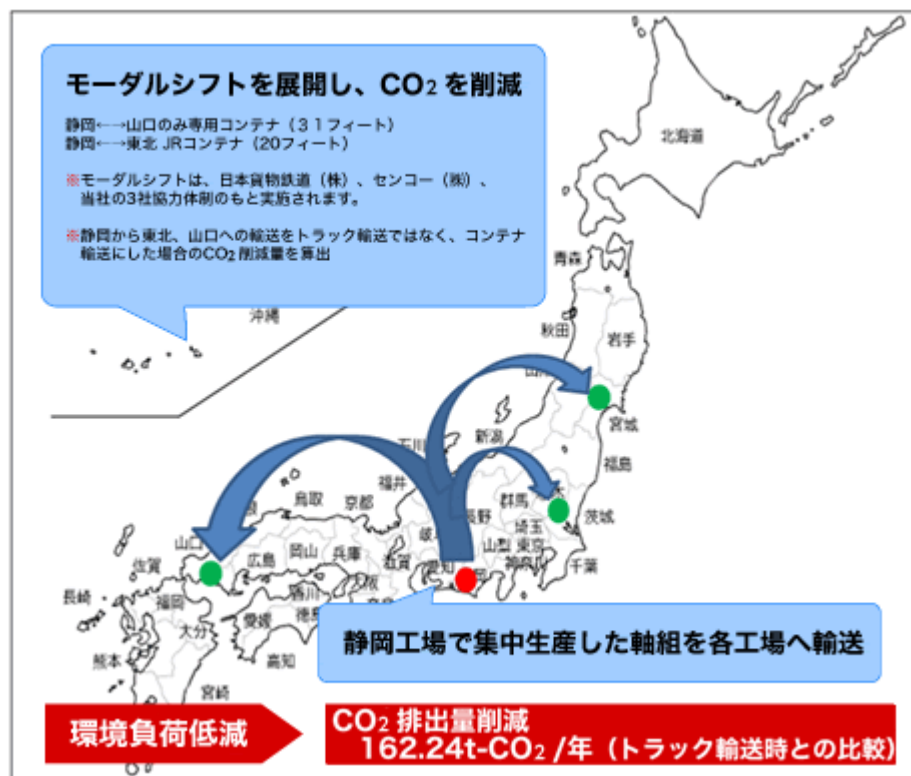 モーダルシフトを展開し、CO₂を削減
静岡←→山口のみ専用コンテナ（３１フィート）
静岡←→東北 JRコンテナ（20フィート）
※モーダルシフトは、日本貨物鉄道（株）、センコー（㈱）、
当社の3社協力体制のもと実施されます。
※静岡から東北、山口への輸送をトラック輸送ではなく、コンテナ
輸送にした場合のCO₂削減量を算出
北海道
青森
沖縄
秋田
岩手
宮城
新潟
石川
福島
福井
鳥取
京都
群馬
長野
茨城
埼玉
山口
広島
岡山
兵庫
滋賀
愛知
山梨
東京
千葉
佐賀
長崎
福岡
香川
愛媛
大分
高知
熊本
宮崎
静岡工場で集中生産した軸組を各工場へ輸送
環境負荷低減
CO₂排出量削減
162.24t-CO₂/年（トラック輸送時との比較）